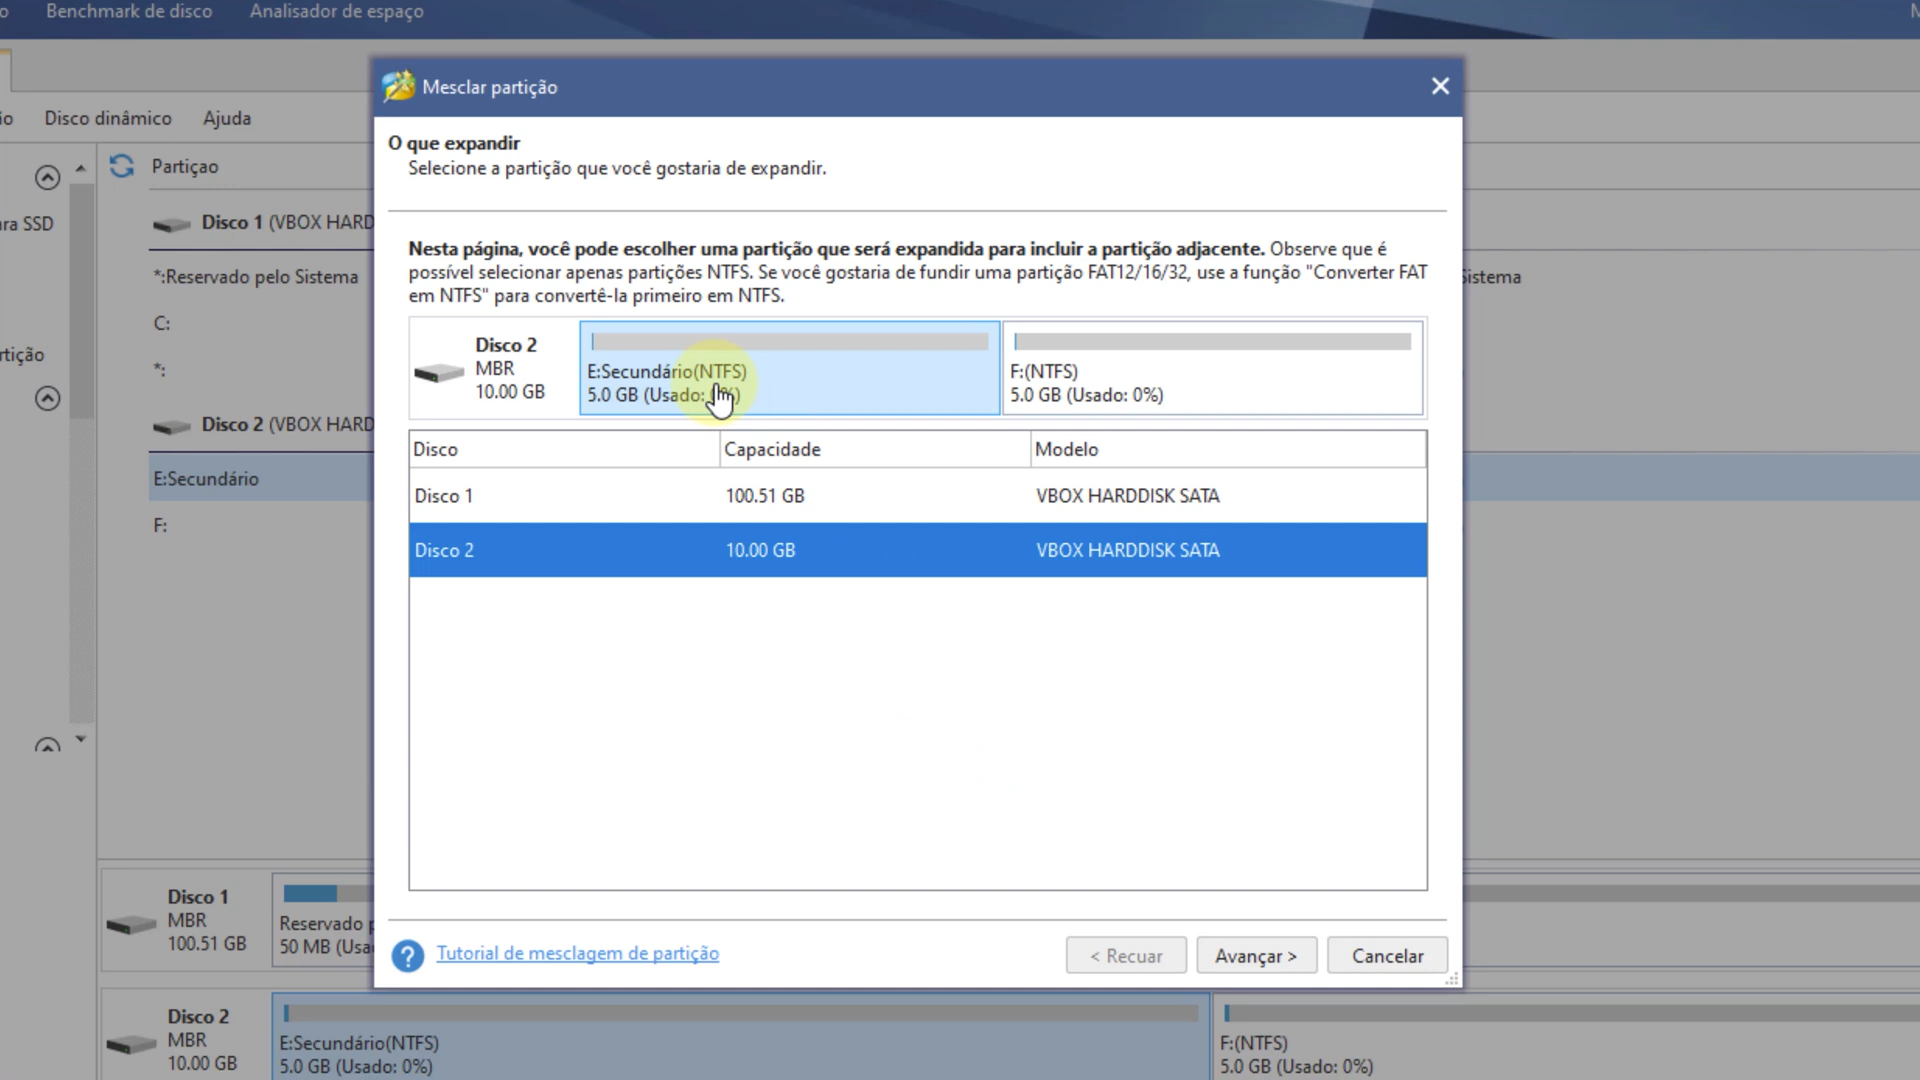 Benchmark de disco
Analisador de espaço
Disco dinâmico
Ajuda
Mesclar partição
O que expandir
Selecione a partição que você gostaria de expandir.
Partiçao
Disco 1 (VBOX HARD
*:Reservado pelo Sistema
C:
*:
Disco 2 (VBOX HARD
E:Secundário
F:
ra SSD
rtição
Sistema
Nesta página, você pode escolher uma partição que será expandida para incluir a partição adjacente. Observe que é
possível selecionar apenas partições NTFS. Se você gostaria de fundir uma partição FAT12/16/32, use a função "Converter FAT
em NTFS" para convertê-la primeiro em NTFS.
Disco 2
MBR
10.00 GB
E:Secundário(NTFS)
5.0 GB (Usado: 0%)
F:(NTFS)
5.0 GB (Usado: 0%)
Disco Capacidade Modelo
Disco 1 100.51 GB VBOX HARDDISK SATA
Disco 2 10.00 GB VBOX HARDDISK SATA
Tutorial de mesclagem de partição
< Recuar
Avançar >
Cancelar
Disco 1
MBR
100.51 GB
Reservado p
50 MB (Usa
Disco 2
MBR
10.00 GB
E:Secundário(NTFS)
5.0 GB (Usado: 0%)
F:(NTFS)
5.0 GB (Usado: 0%)